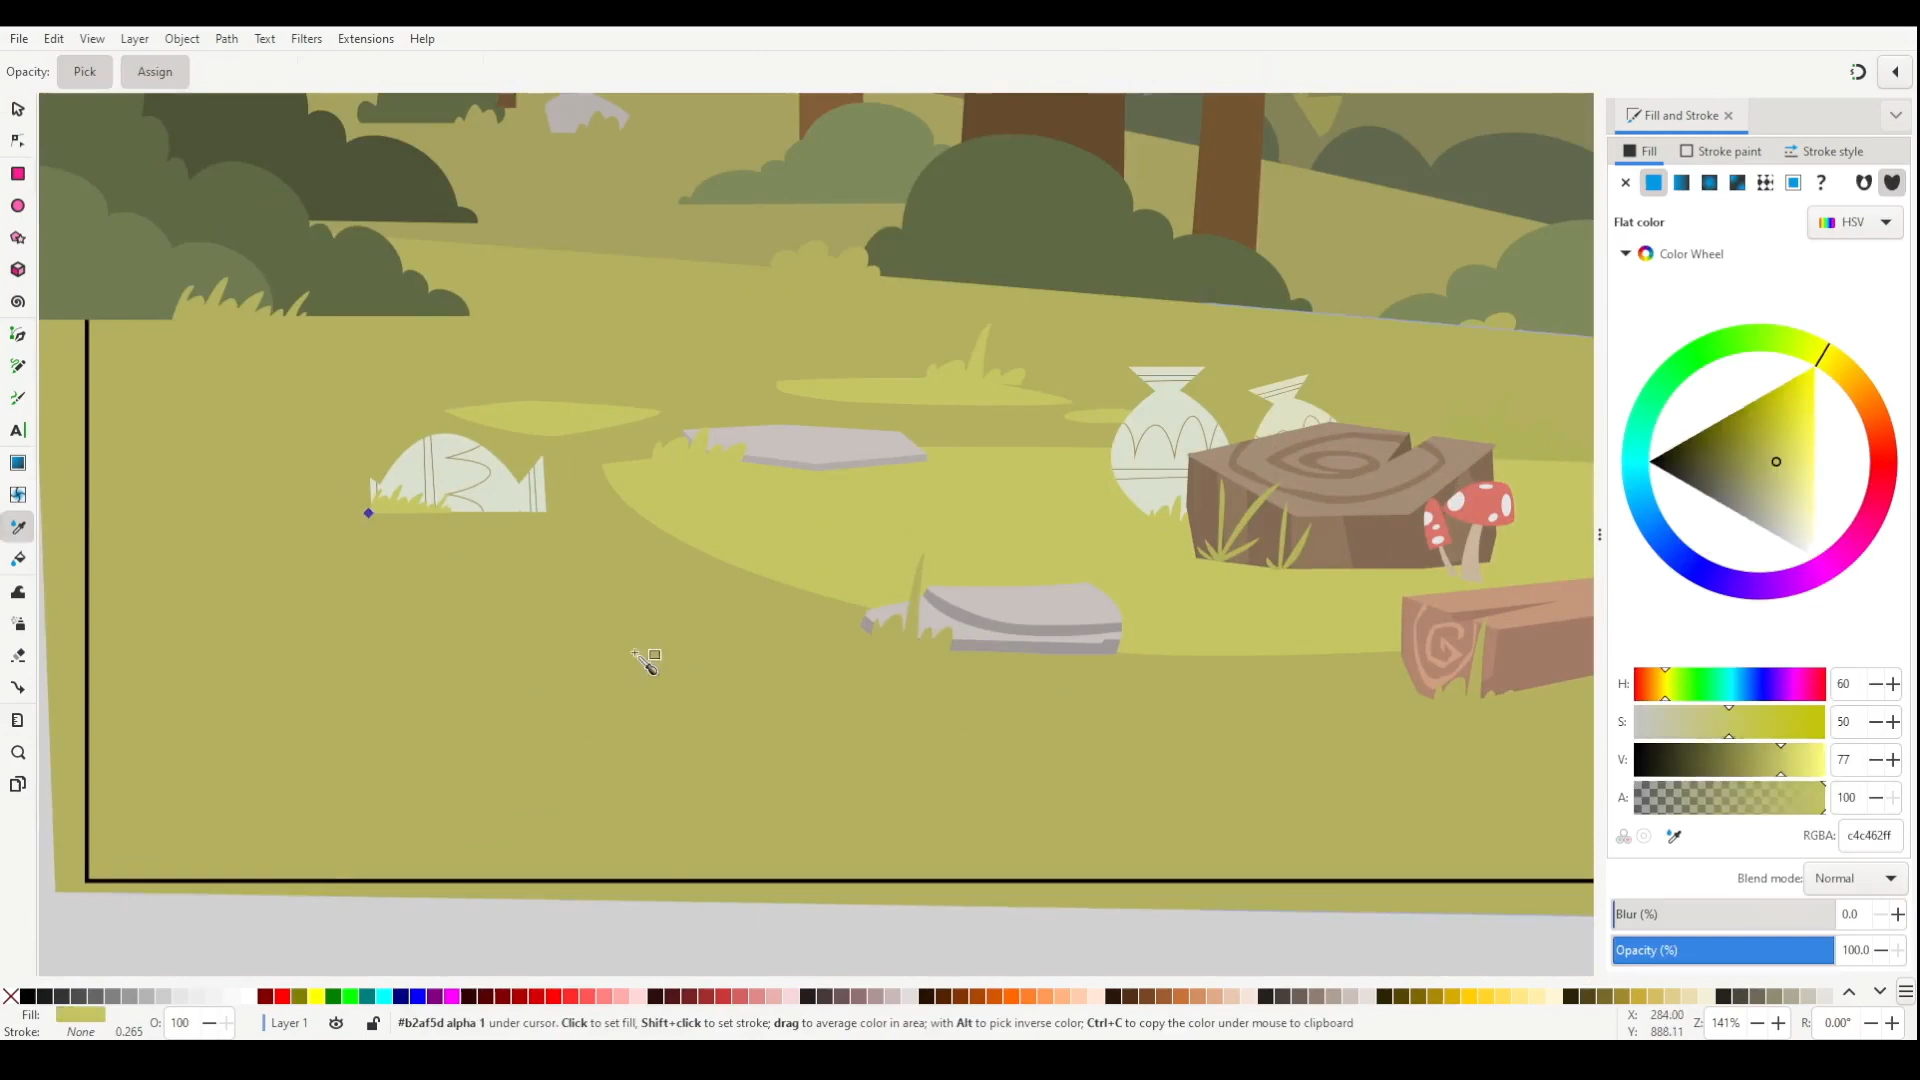 File Edit View Layer Object Path Text Filters Extensions Help
Opacity: Pick Assign
Fill and Stroke
Fill Stroke paint Stroke style
?
Flat color HSV
Color Wheel
A
H: 60
S: 50
V: 77
A: 100
RGBA: c4c462ff
Blend mode: Normal
Blur (%) 0.0
Opacity (%) 100.0
Fill:
Stroke: None 0.265
O: 100
Layer 1
#b2af5d alpha 1 under cursor. Click to set fill, Shift+click to set stroke; drag to average color in area; with Alt to pick inverse color; Ctrl+C to copy the color under mouse to clipboard
X: 284.00
Y: 888.11
Z: 141%
R: 0.00°